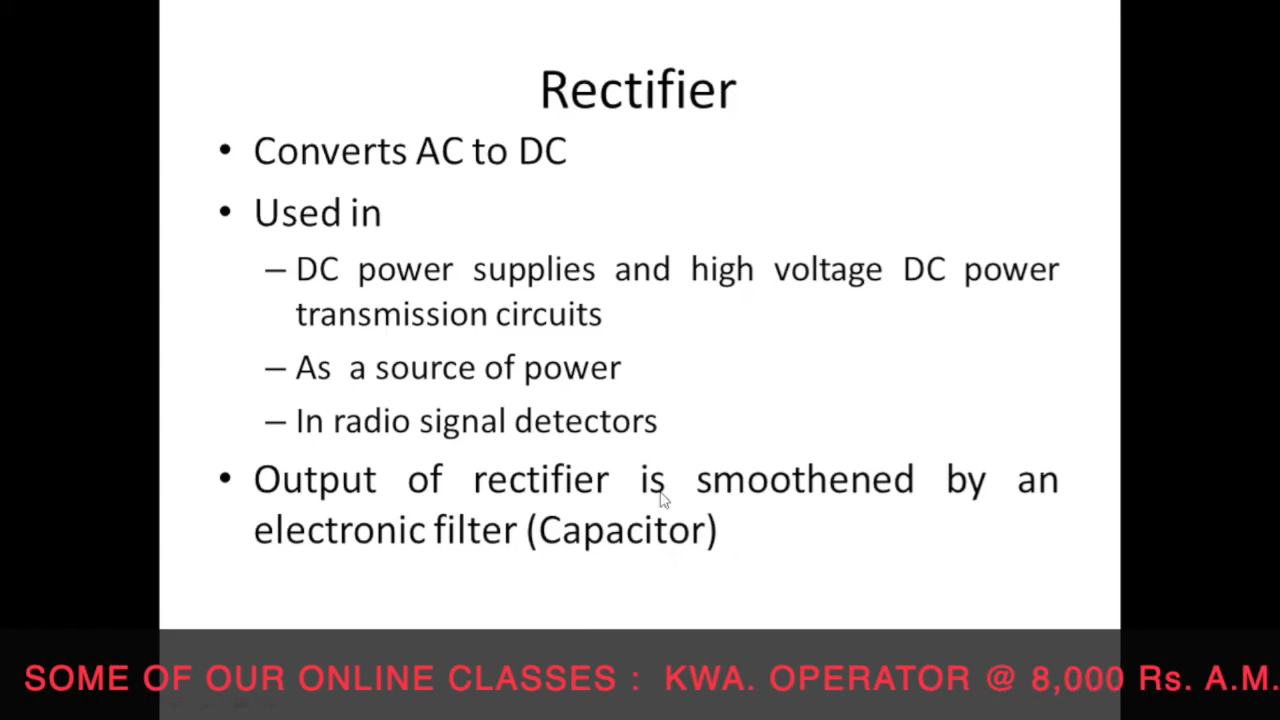 Rectifier
• Converts AC to DC
• Used in
– DC power supplies and high voltage DC power
transmission circuits
– As a source of power
– In radio signal detectors
• Output of rectifier is smoothened by an
electronic filter (Capacitor)
SOME OF OUR ONLINE CLASSES : KWA. OPERATOR @ 8,000 Rs. A.M.